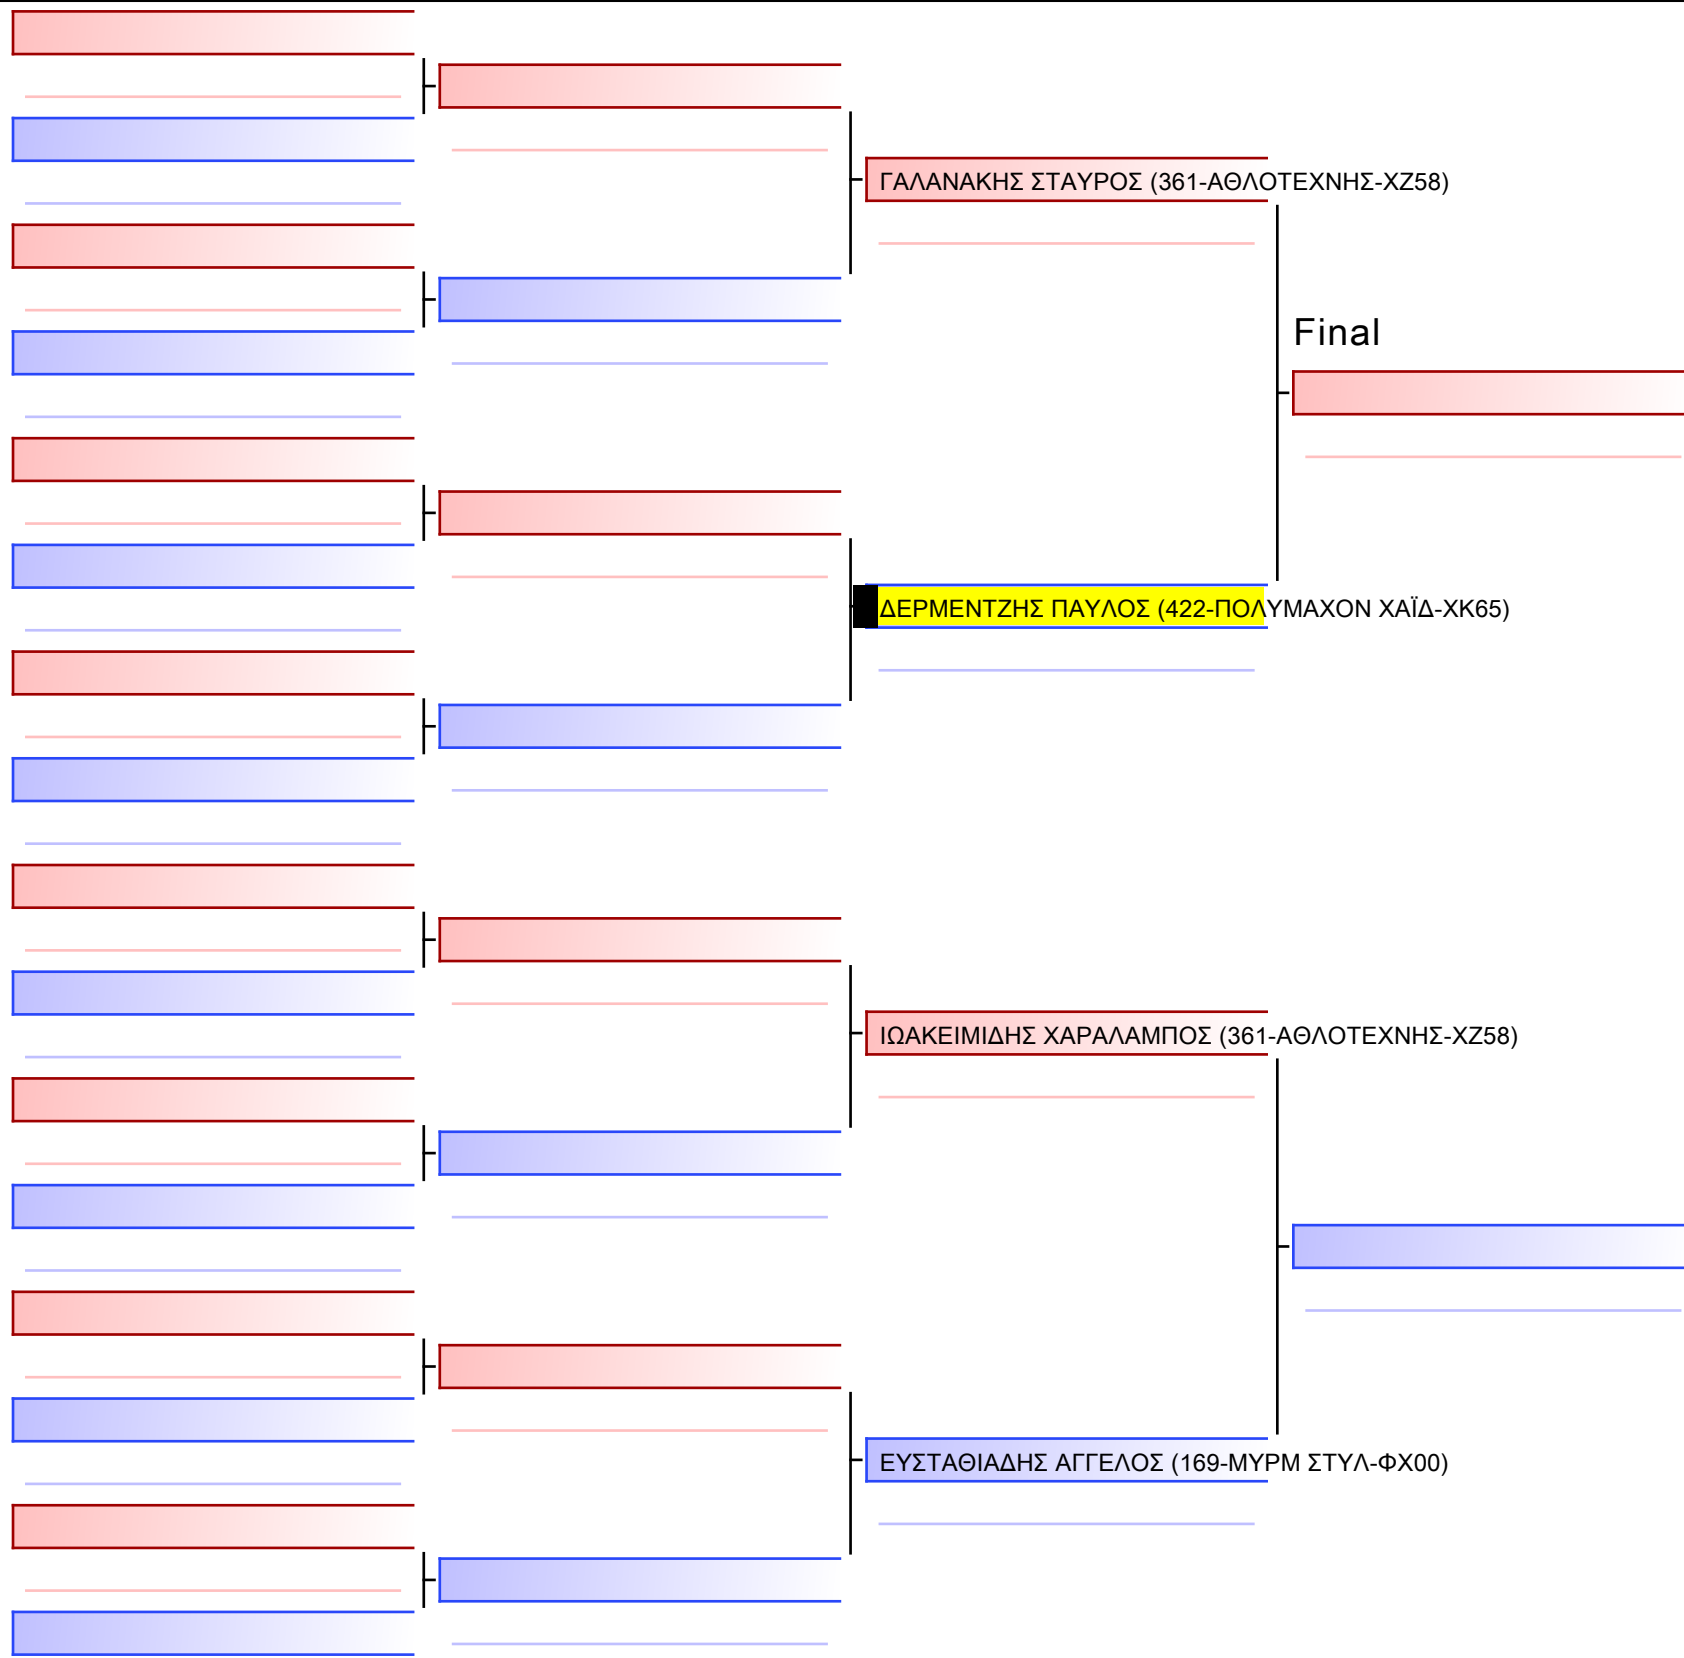 ΓΑΛΑΝΑΚΗΣ ΣΤΑΥΡΟΣ (361-ΑΘΛΟΤΕΧΝΗΣ-ΧΖ58)
Final
ΔΕΡΜΕΝΤΖΗΣ ΠΑΥΛΟΣ (422-ΠΟΛΥΜΑΧΟΝ ΧΑΪΔ-ΧΚ65)
ΙΩΑΚΕΙΜΙΔΗΣ ΧΑΡΑΛΑΜΠΟΣ (361-ΑΘΛΟΤΕΧΝΗΣ-ΧΖ58)
ΕΥΣΤΑΘΙΑΔΗΣ ΑΓΓΕΛΟΣ (169-ΜΥΡΜ ΣΤΥΛ-ΦΧ00)